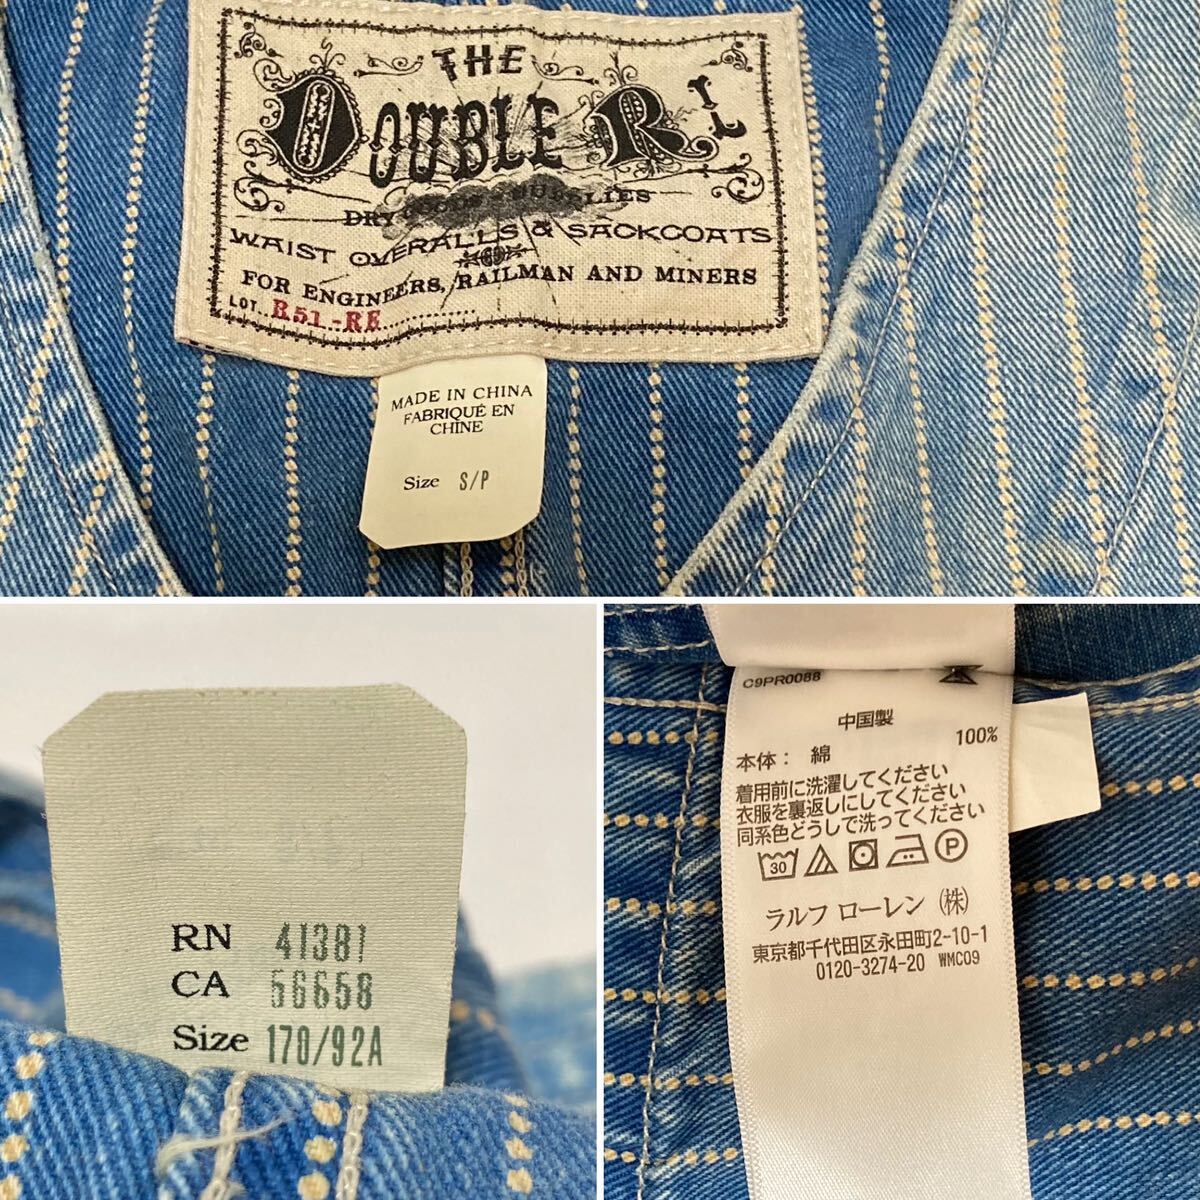 THE
DOUBLE RL
DRY GOODS SUPPLIES
WAIST OVERALLS & SACKCOATS
FOR ENGINEERS, RAILMAN AND MINERS
LOT. R51-RE
MADE IN CHINA
FABRIQUÉ EN
CHINE
Size S/P
RN 41381
CA 56658
Size 170/92A
C9PR0088
中国製
本体： 綿 100%
着用前に洗濯してください
衣服を裏返しにしてください
同系色どうしで洗ってください
30 P
ラルフ ローレン（株）
東京都千代田区永田町2-10-1
0120-3274-20 WMC09